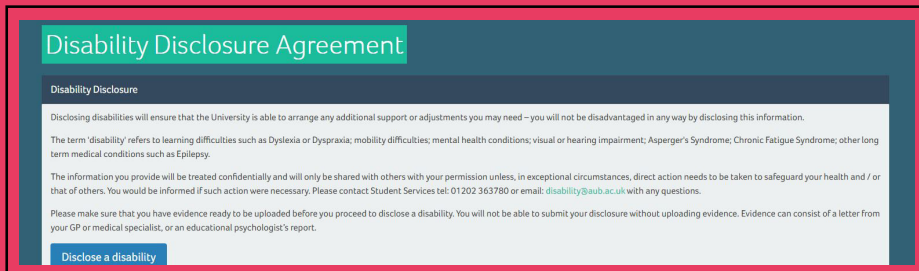 Disability Disclosure Agreement
Disability Disclosure
Disclosing disabilities will ensure that the University is able to arrange any additional support or adjustments you may need – you will not be disadvantaged in any way by disclosing this information.
The term 'disability' refers to learning difficulties such as Dyslexia or Dyspraxia; mobility difficulties; mental health conditions; visual or hearing impairment; Asperger's Syndrome; Chronic Fatigue Syndrome; other long
term medical conditions such as Epilepsy.
The information you provide will be treated confidentially and will only be shared with others with your permission unless, in exceptional circumstances, direct action needs to be taken to safeguard your health and / or
that of others. You would be informed if such action were necessary. Please contact Student Services tel: 01202 363780 or email: disability@aub.ac.uk with any questions.
Please make sure that you have evidence ready to be uploaded before you proceed to disclose a disability. You will not be able to submit your disclosure without uploading evidence. Evidence can consist of a letter from
your GP or medical specialist, or an educational psychologist's report.
Disclose a disability